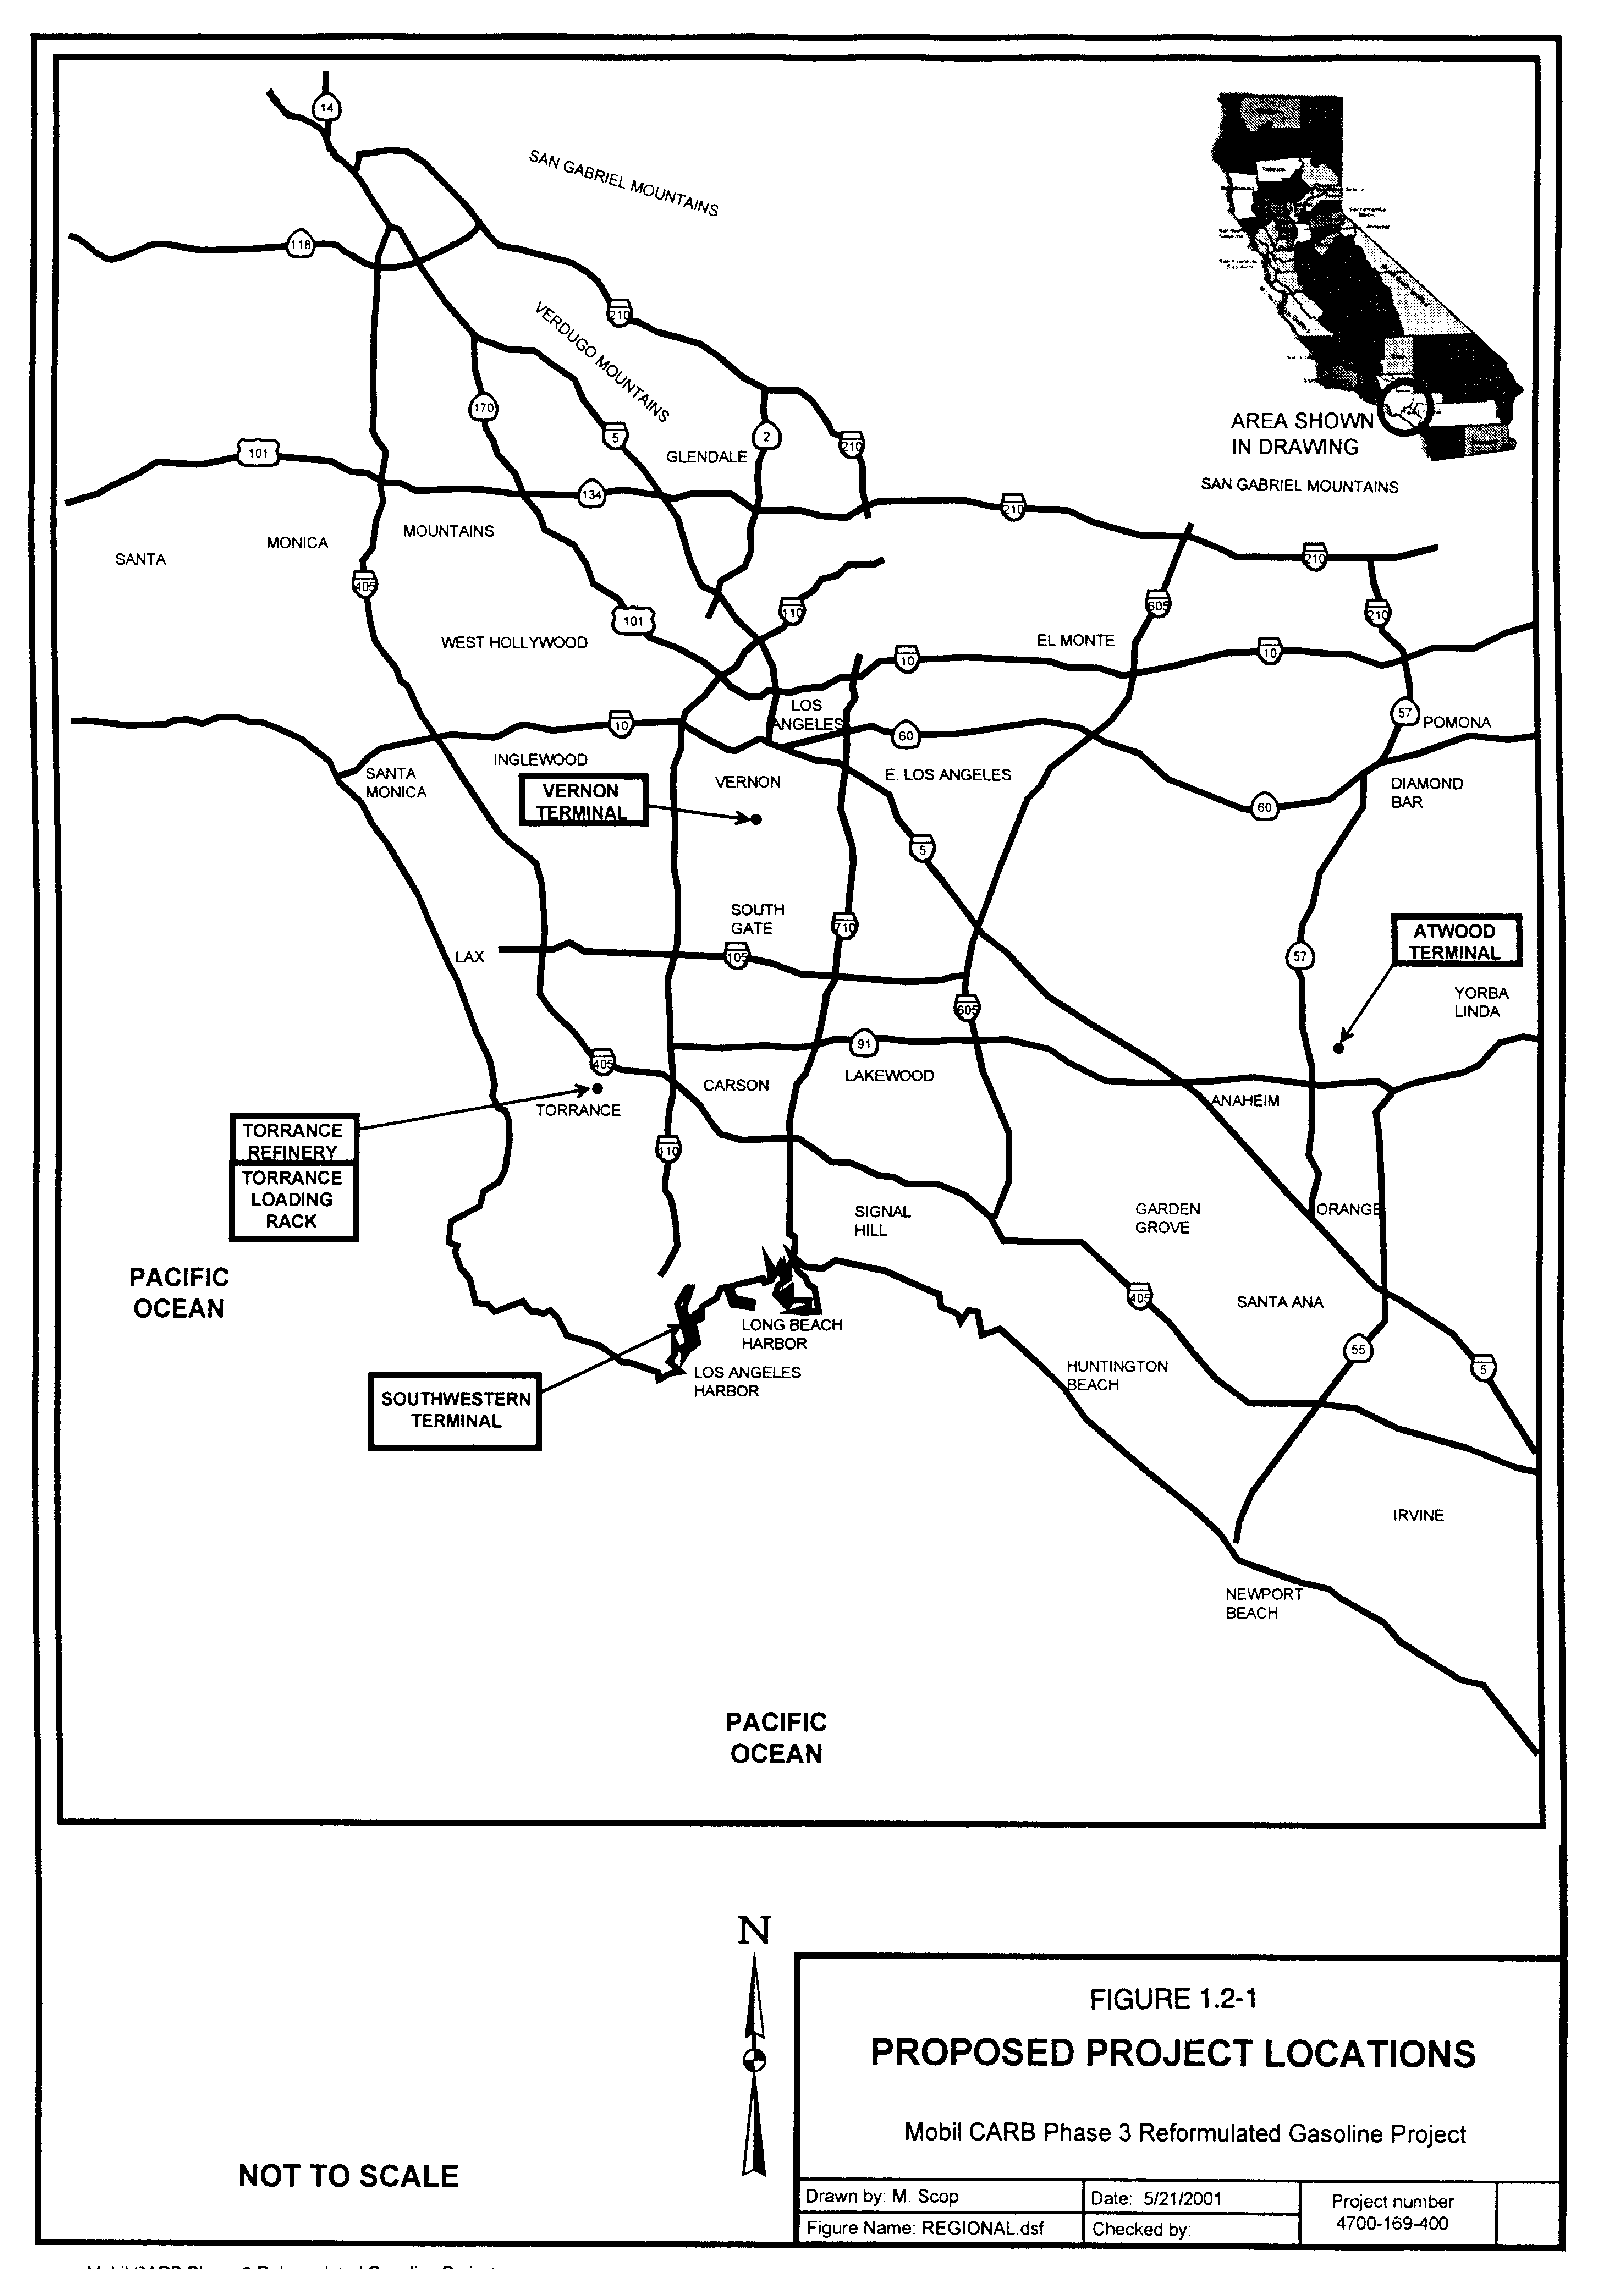 14
SAN GABRIEL MOUNTAINS
118
210
VERDUGO MOUNTAINS
170
5
2
210
AREA SHOWN
IN DRAWING
101
GLENDALE
134
210
SAN GABRIEL MOUNTAINS
SANTA
MONICA
MOUNTAINS
210
405
101
110
605
210
WEST HOLLYWOOD
EL MONTE
10
10
LOS
ANGELES
57
POMONA
10
60
INGLEWOOD
SANTA
MONICA
VERNON
E. LOS ANGELES
DIAMOND
BAR
VERNON
TERMINAL
60
5
SOUTH
GATE
710
ATWOOD
TERMINAL
LAX
105
57
YORBA
LINDA
605
405
91
CARSON
LAKEWOOD
TORRANCE
ANAHEIM
TORRANCE
REFINERY
TORRANCE
LOADING
RACK
110
SIGNAL
HILL
GARDEN
GROVE
ORANGE
PACIFIC
OCEAN
405
SANTA ANA
LONG BEACH
HARBOR
LOS ANGELES
HARBOR
HUNTINGTON
BEACH
55
5
SOUTHWESTERN
TERMINAL
IRVINE
NEWPORT
BEACH
PACIFIC
OCEAN
N
NOT TO SCALE
FIGURE 1.2-1
PROPOSED PROJECT LOCATIONS
Mobil CARB Phase 3 Reformulated Gasoline Project
Drawn by: M. Scop
Date: 5/21/2001
Project number
4700-169-400
Figure Name: REGIONAL.dsf
Checked by: